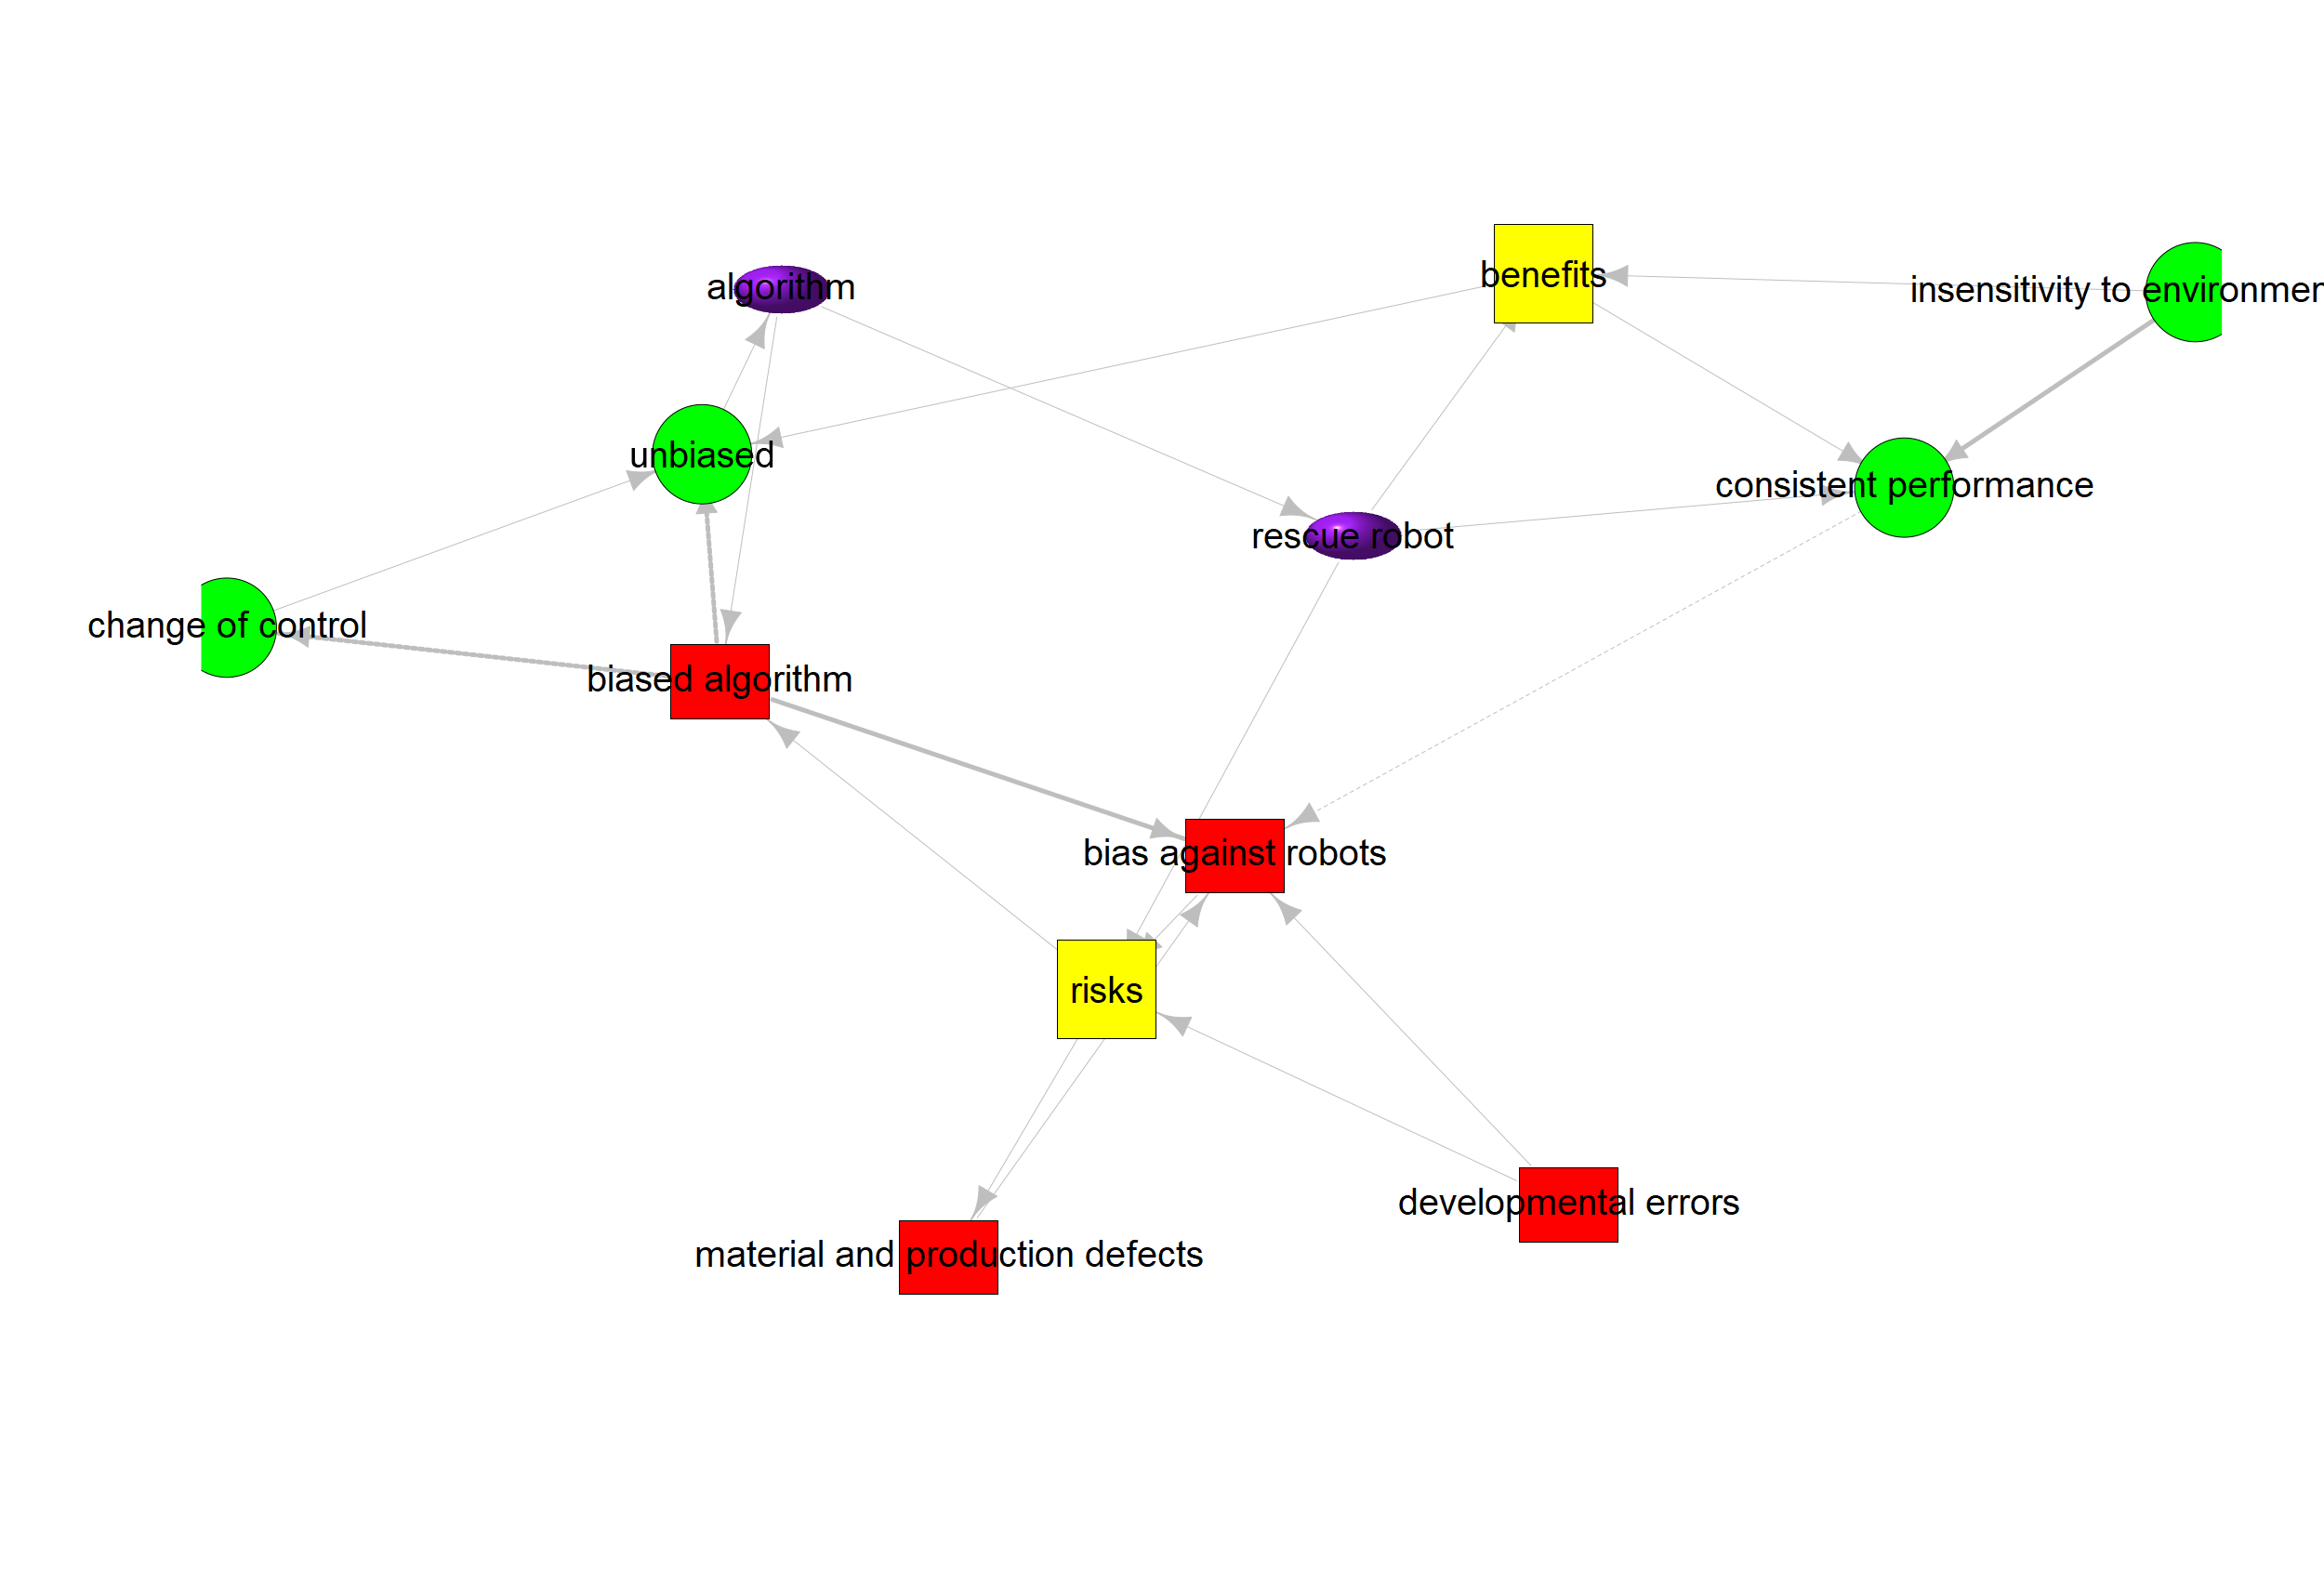 benefits
algorithm
insensitivity to environmen
unbiased
consistent performance
rescue robot
change of control
biased algorithm
bias against robots
risks
developmental errors
material and production defects